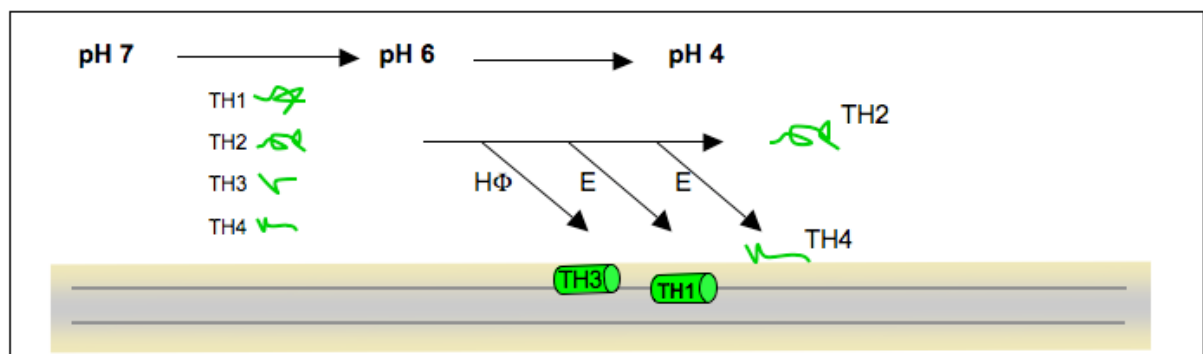 pH 7 pH 6 pH 4
TH1
TH2
TH3
TH4
HΦ E E
TH2
TH4
TH3 TH1